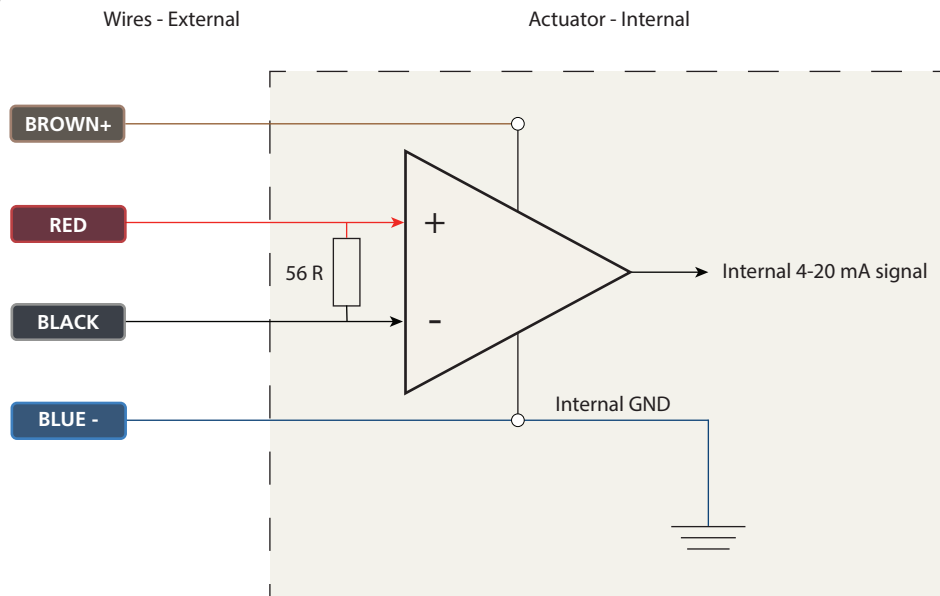 Wires - External
Actuator - Internal
BROWN+
RED
+
56 R
Internal 4-20 mA signal
BLACK
-
BLUE -
Internal GND